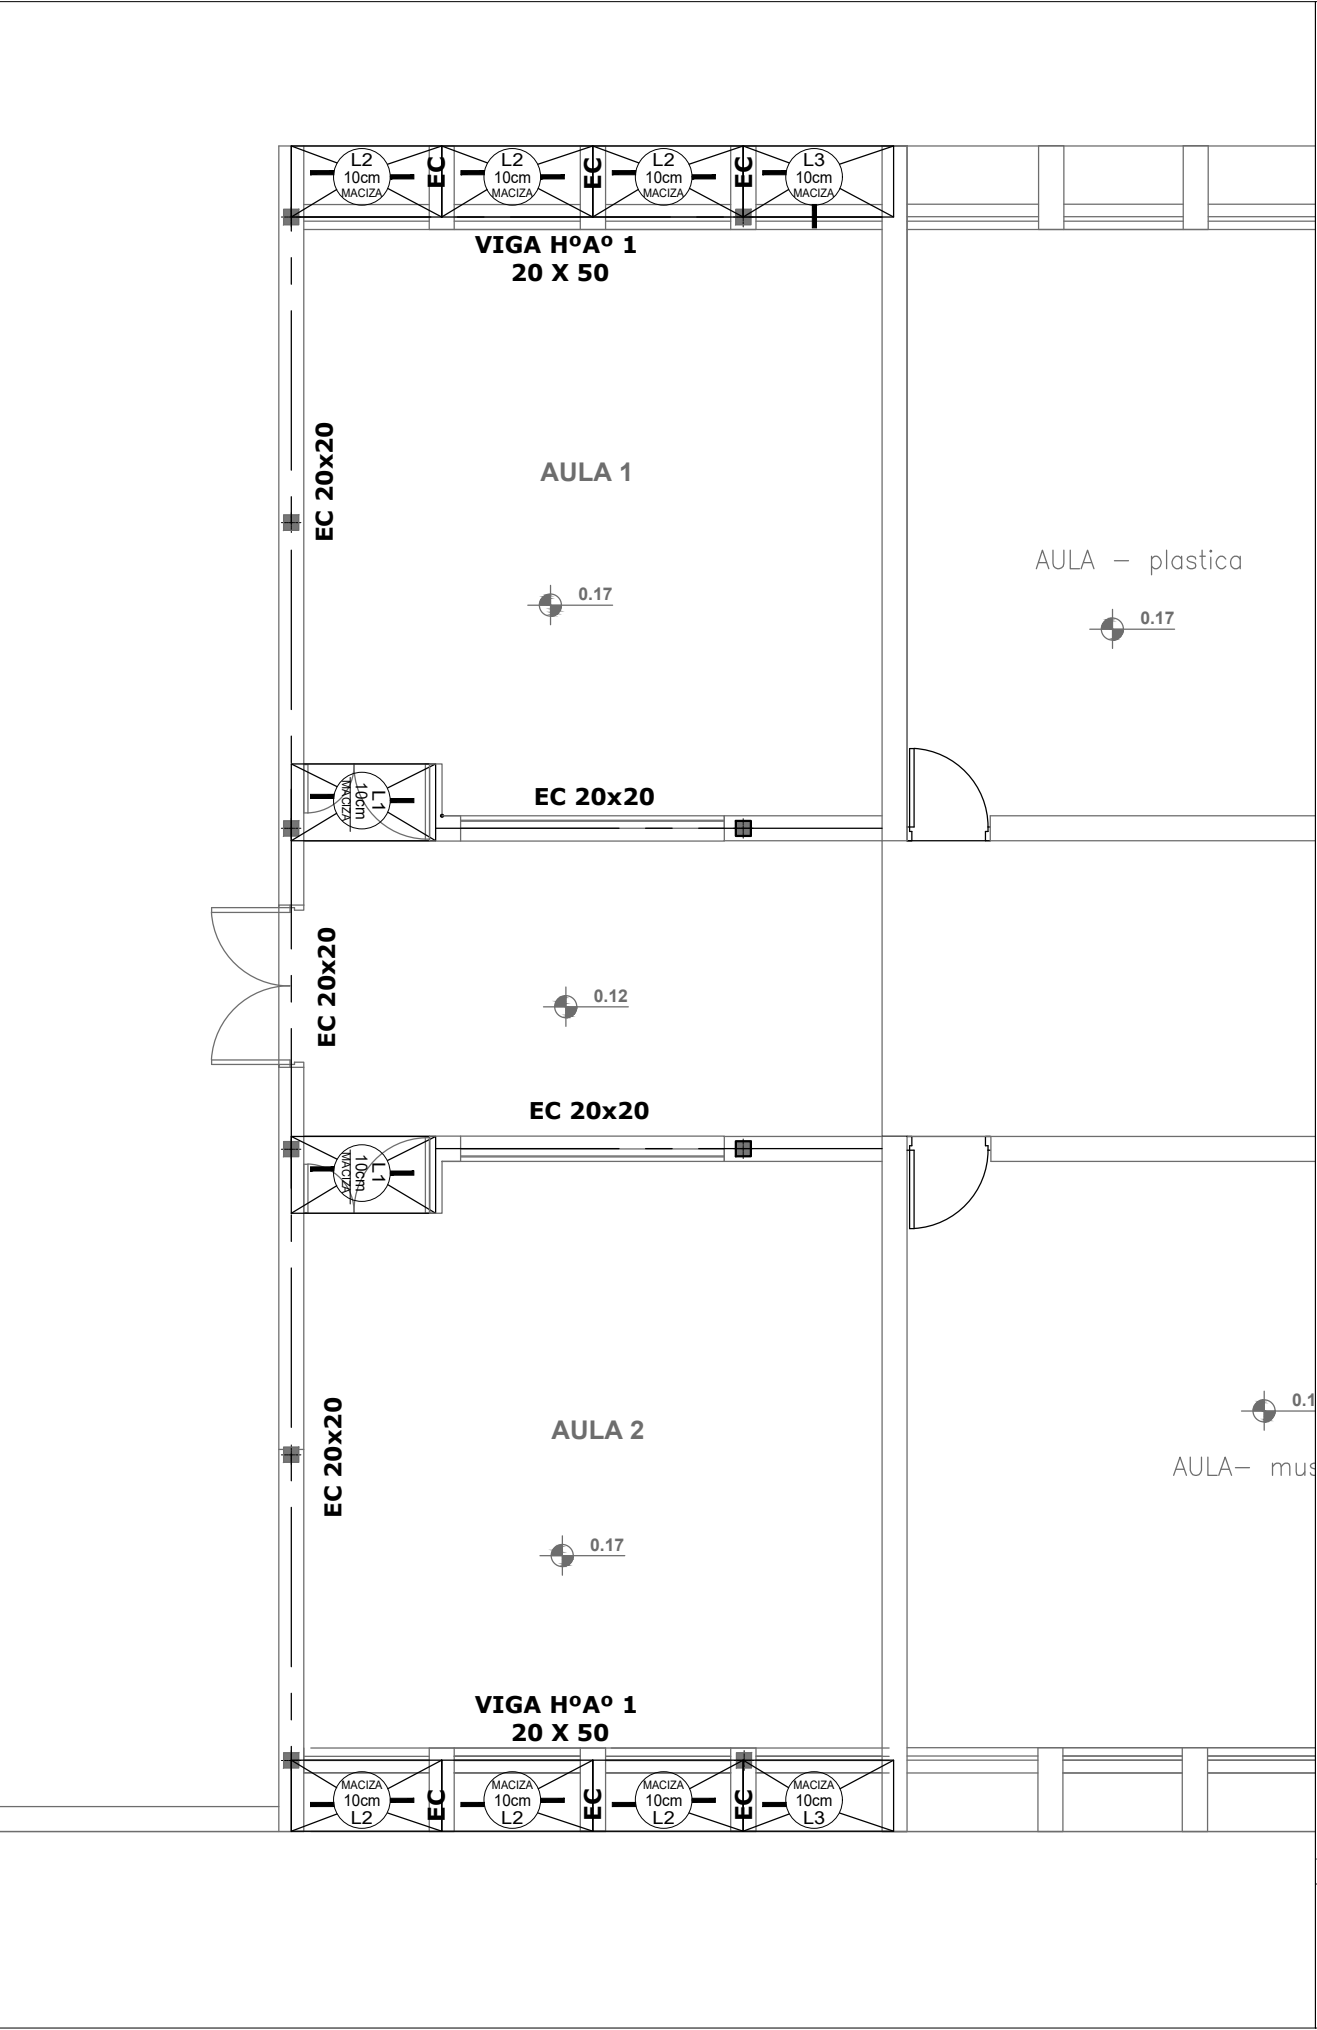 L2
10cm
MACIZA
EC
L2
10cm
MACIZA
EC
L2
10cm
MACIZA
EC
L3
10cm
MACIZA
VIGA HºAº 1
20 X 50
EC 20x20
AULA 1
0.17
AULA - plastica
0.17
L1
10cm
MACIZA
EC 20x20
EC 20x20
0.12
EC 20x20
L1
10cm
MACIZA
EC 20x20
AULA 2
0.1
AULA- mus
0.17
VIGA HºAº 1
20 X 50
MACIZA
10cm
L2
EC
MACIZA
10cm
L2
EC
MACIZA
10cm
L2
EC
MACIZA
10cm
L3